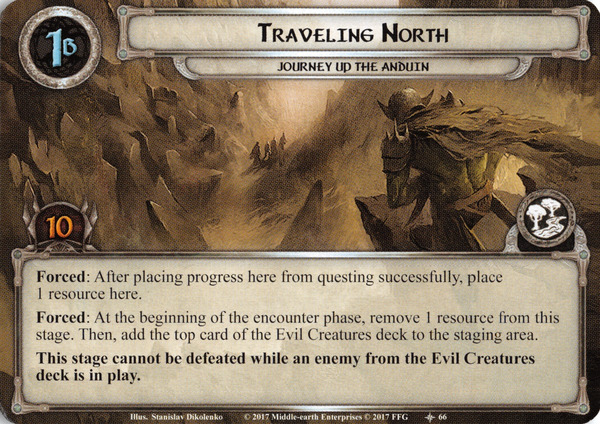 1B
TRAVELING NORTH
JOURNEY UP THE ANDUIN
10
Forced: After placing progress here from questing successfully, place
1 resource here.
Forced: At the beginning of the encounter phase, remove 1 resource from this
stage. Then, add the top card of the Evil Creatures deck to the staging area.
This stage cannot be defeated while an enemy from the Evil Creatures
deck is in play.
Illus. Stanislav Dikolenko © 2017 Middle-earth Enterprises © 2017 FFG 66